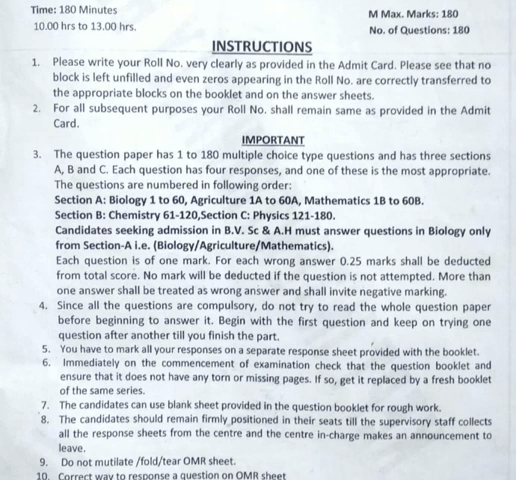 Time: 180 Minutes
M Max. Marks: 180
10.00 hrs to 13.00 hrs.
No. of Questions: 180
INSTRUCTIONS
1. Please write your Roll No. very clearly as provided in the Admit Card. Please see that no
block is left unfilled and even zeros appearing in the Roll No. are correctly transferred to
the appropriate blocks on the booklet and on the answer sheets.
2. For all subsequent purposes your Roll No. shall remain same as provided in the Admit
Card.
IMPORTANT
3. The question paper has 1 to 180 multiple choice type questions and has three sections
A, B and C. Each question has four responses, and one of these is the most appropriate.
The questions are numbered in following order:
Section A: Biology 1 to 60, Agriculture 1A to 60A, Mathematics 1B to 60B.
Section B: Chemistry 61-120,Section C: Physics 121-180.
Candidates seeking admission in B.V. Sc & A.H must answer questions in Biology only
from Section-A i.e. (Biology/Agriculture/Mathematics).
Each question is of one mark. For each wrong answer 0.25 marks shall be deducted
from total score. No mark will be deducted if the question is not attempted. More than
one answer shall be treated as wrong answer and shall invite negative marking.
4. Since all the questions are compulsory, do not try to read the whole question paper
before beginning to answer it. Begin with the first question and keep on trying one
question after another till you finish the part.
5. You have to mark all your responses on a separate response sheet provided with the booklet.
6. Immediately on the commencement of examination check that the question booklet and
ensure that it does not have any torn or missing pages. If so, get it replaced by a fresh booklet
of the same series.
7. The candidates can use blank sheet provided in the question booklet for rough work.
8. The candidates should remain firmly positioned in their seats till the supervisory staff collects
all the response sheets from the centre and the centre in-charge makes an announcement to
leave.
9. Do not mutilate /fold/tear OMR sheet.
10. Correct way to response a question on OMR sheet